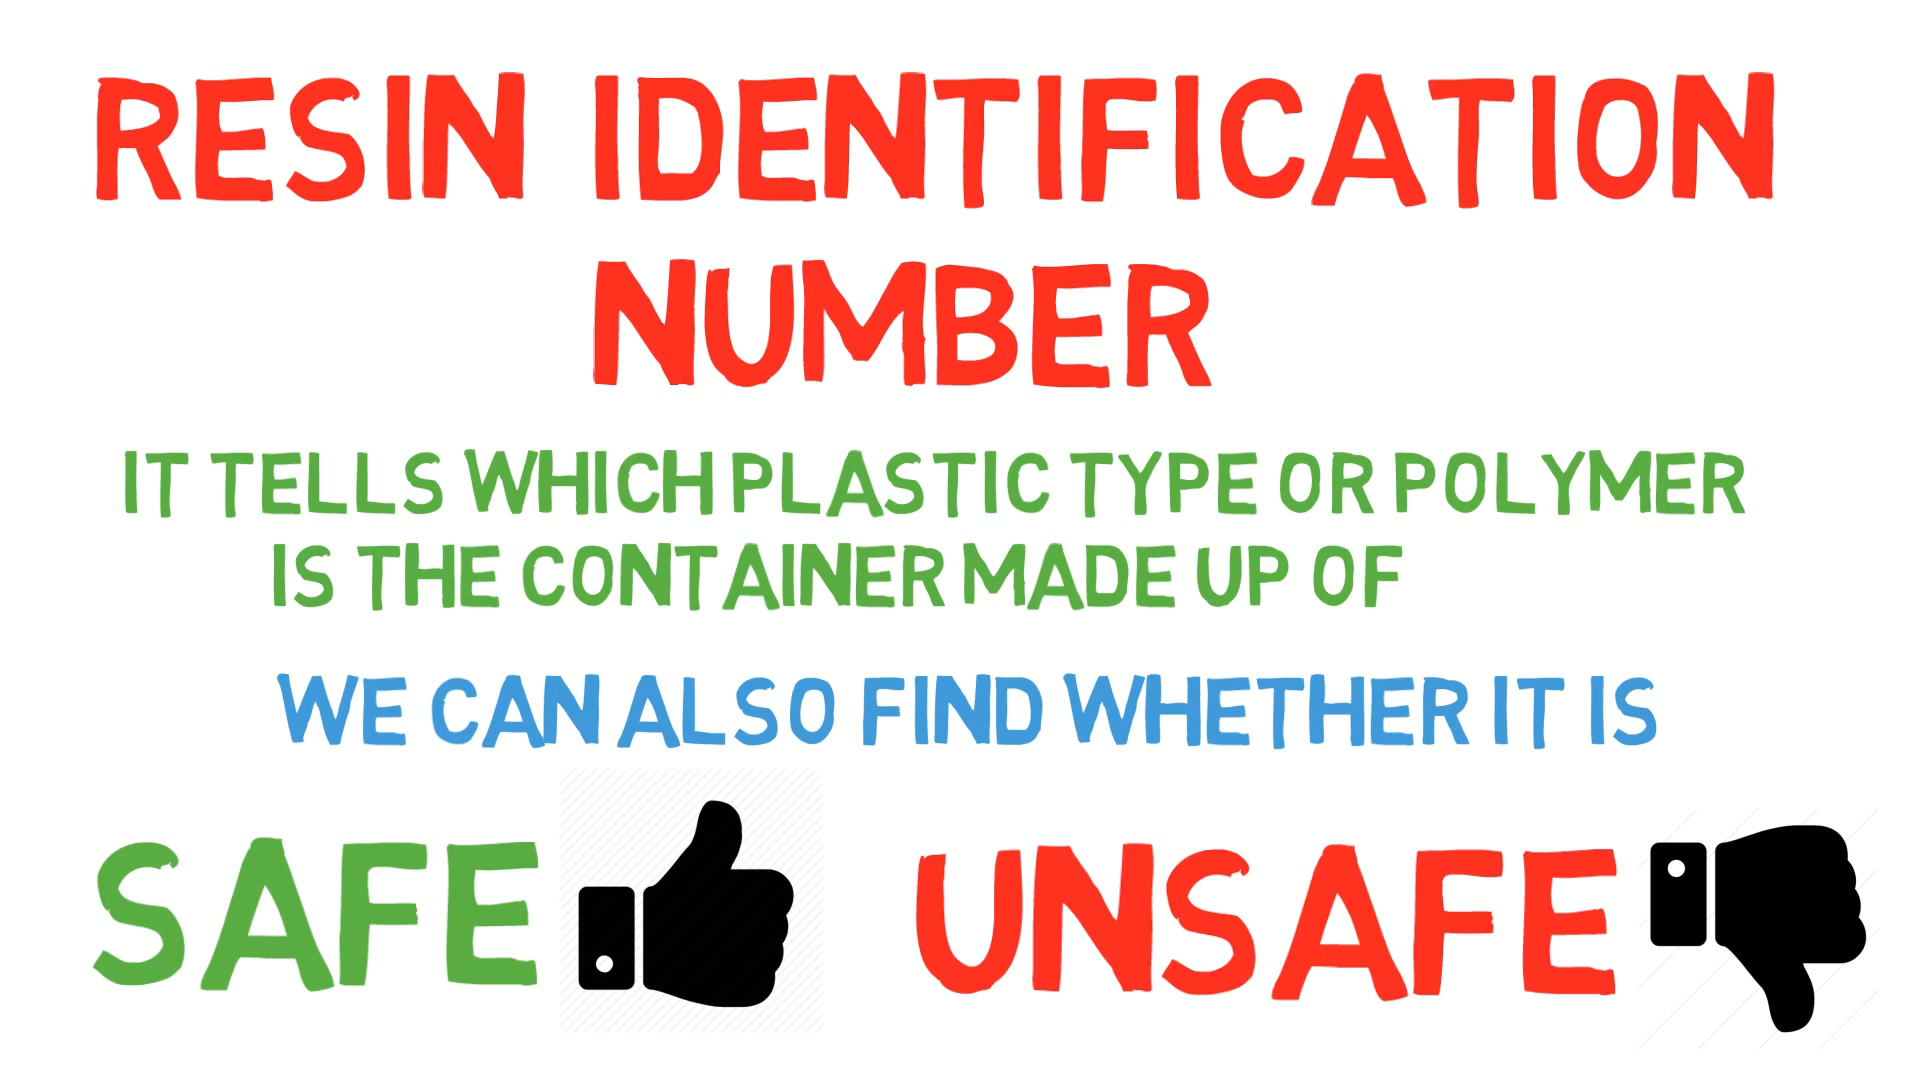 RESIN IDENTIFICATION
NUMBER
IT TELLS WHICH PLASTIC TYPE OR POLYMER
IS THE CONTAINER MADE UP OF
WE CAN ALSO FIND WHETHER IT IS
SAFE UNSAFE